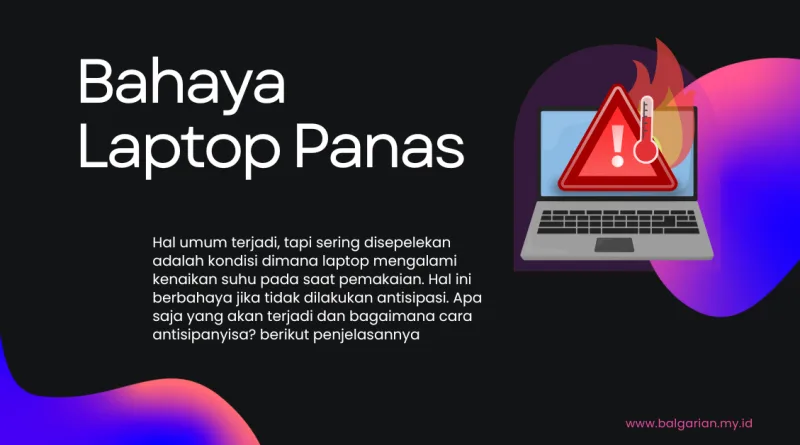 Bahaya
Laptop Panas
Hal umum terjadi, tapi sering disepelekan
adalah kondisi dimana laptop mengalami
kenaikan suhu pada saat pemakaian. Hal ini
berbahaya jika tidak dilakukan antisipasi. Apa
saja yang akan terjadi dan bagaimana cara
antisipanyisa? berikut penjelasannya
www.balgarian.my.id